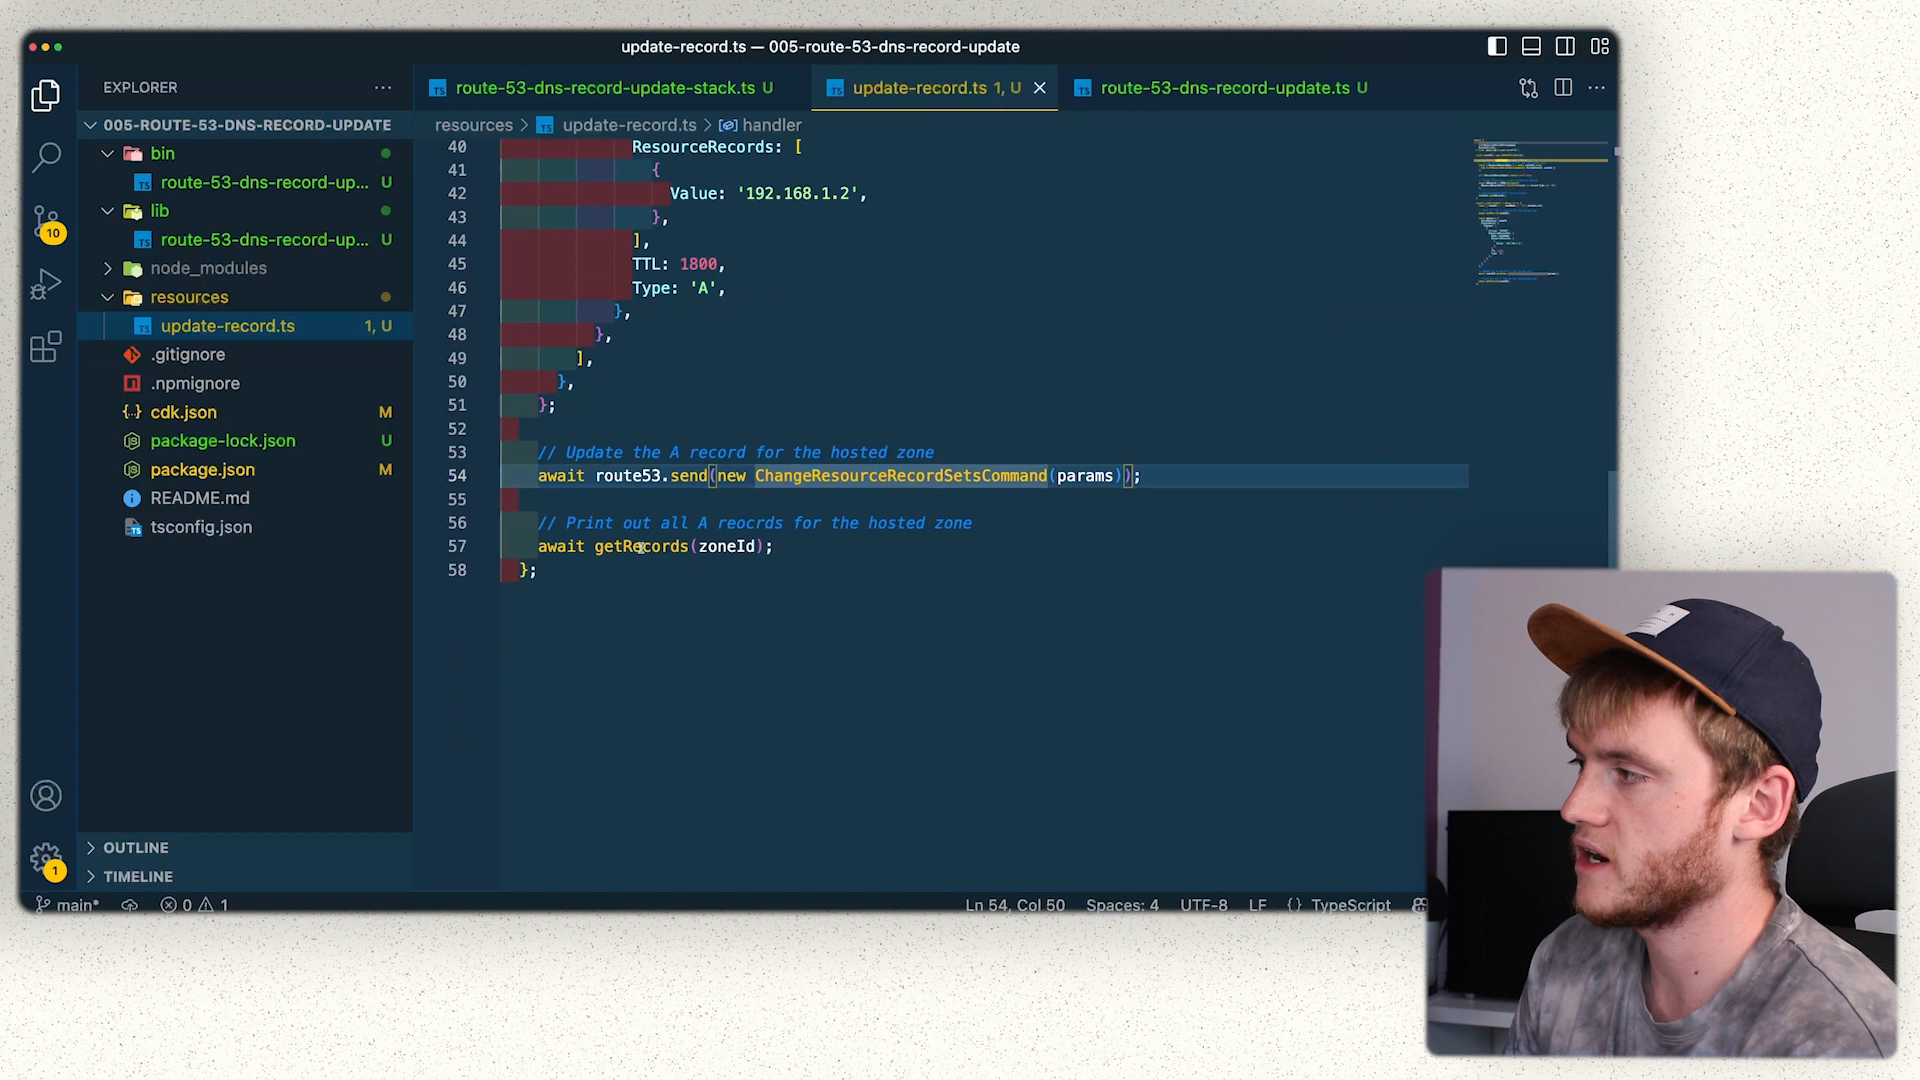 update-record.ts — 005-route-53-dns-record-update
EXPLORER
005-ROUTE-53-DNS-RECORD-UPDATE
bin
route-53-dns-record-up... U
lib
route-53-dns-record-up... U
node_modules
resources
update-record.ts 1, U
.gitignore
.npmignore
cdk.json M
package-lock.json U
package.json M
README.md
tsconfig.json
OUTLINE
TIMELINE
10
1
route-53-dns-record-update-stack.ts U
update-record.ts 1, U
route-53-dns-record-update.ts U
resources > update-record.ts > handler
40 ResourceRecords: [
41 {
42 Value: '192.168.1.2',
43 },
44 ],
45 TTL: 1800,
46 Type: 'A',
47 },
48 },
49 ],
50 },
51 };
52
53 // Update the A record for the hosted zone
54 await route53.send(new ChangeResourceRecordSetsCommand(params));
55
56 // Print out all A reocrds for the hosted zone
57 await getRecords(zoneId);
58 };
main* 0 1 Ln 54, Col 50 Spaces: 4 UTF-8 LF {} TypeScript